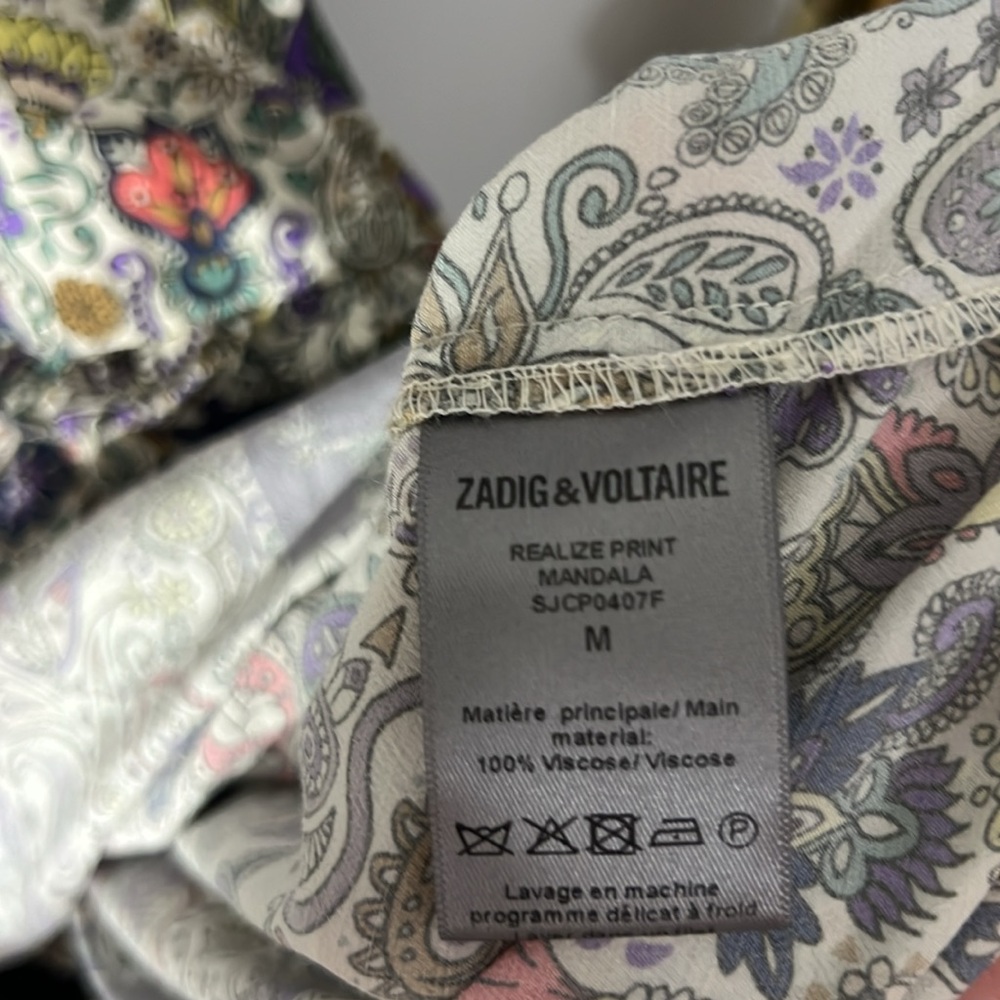 ZADIG & VOLTAIRE
REALIZE PRINT
MANDALA
SJCP0407F
M
Matière principale/ Main
material:
100% Viscose/ Viscose
P
Lavage en machine
programme délicat à froid